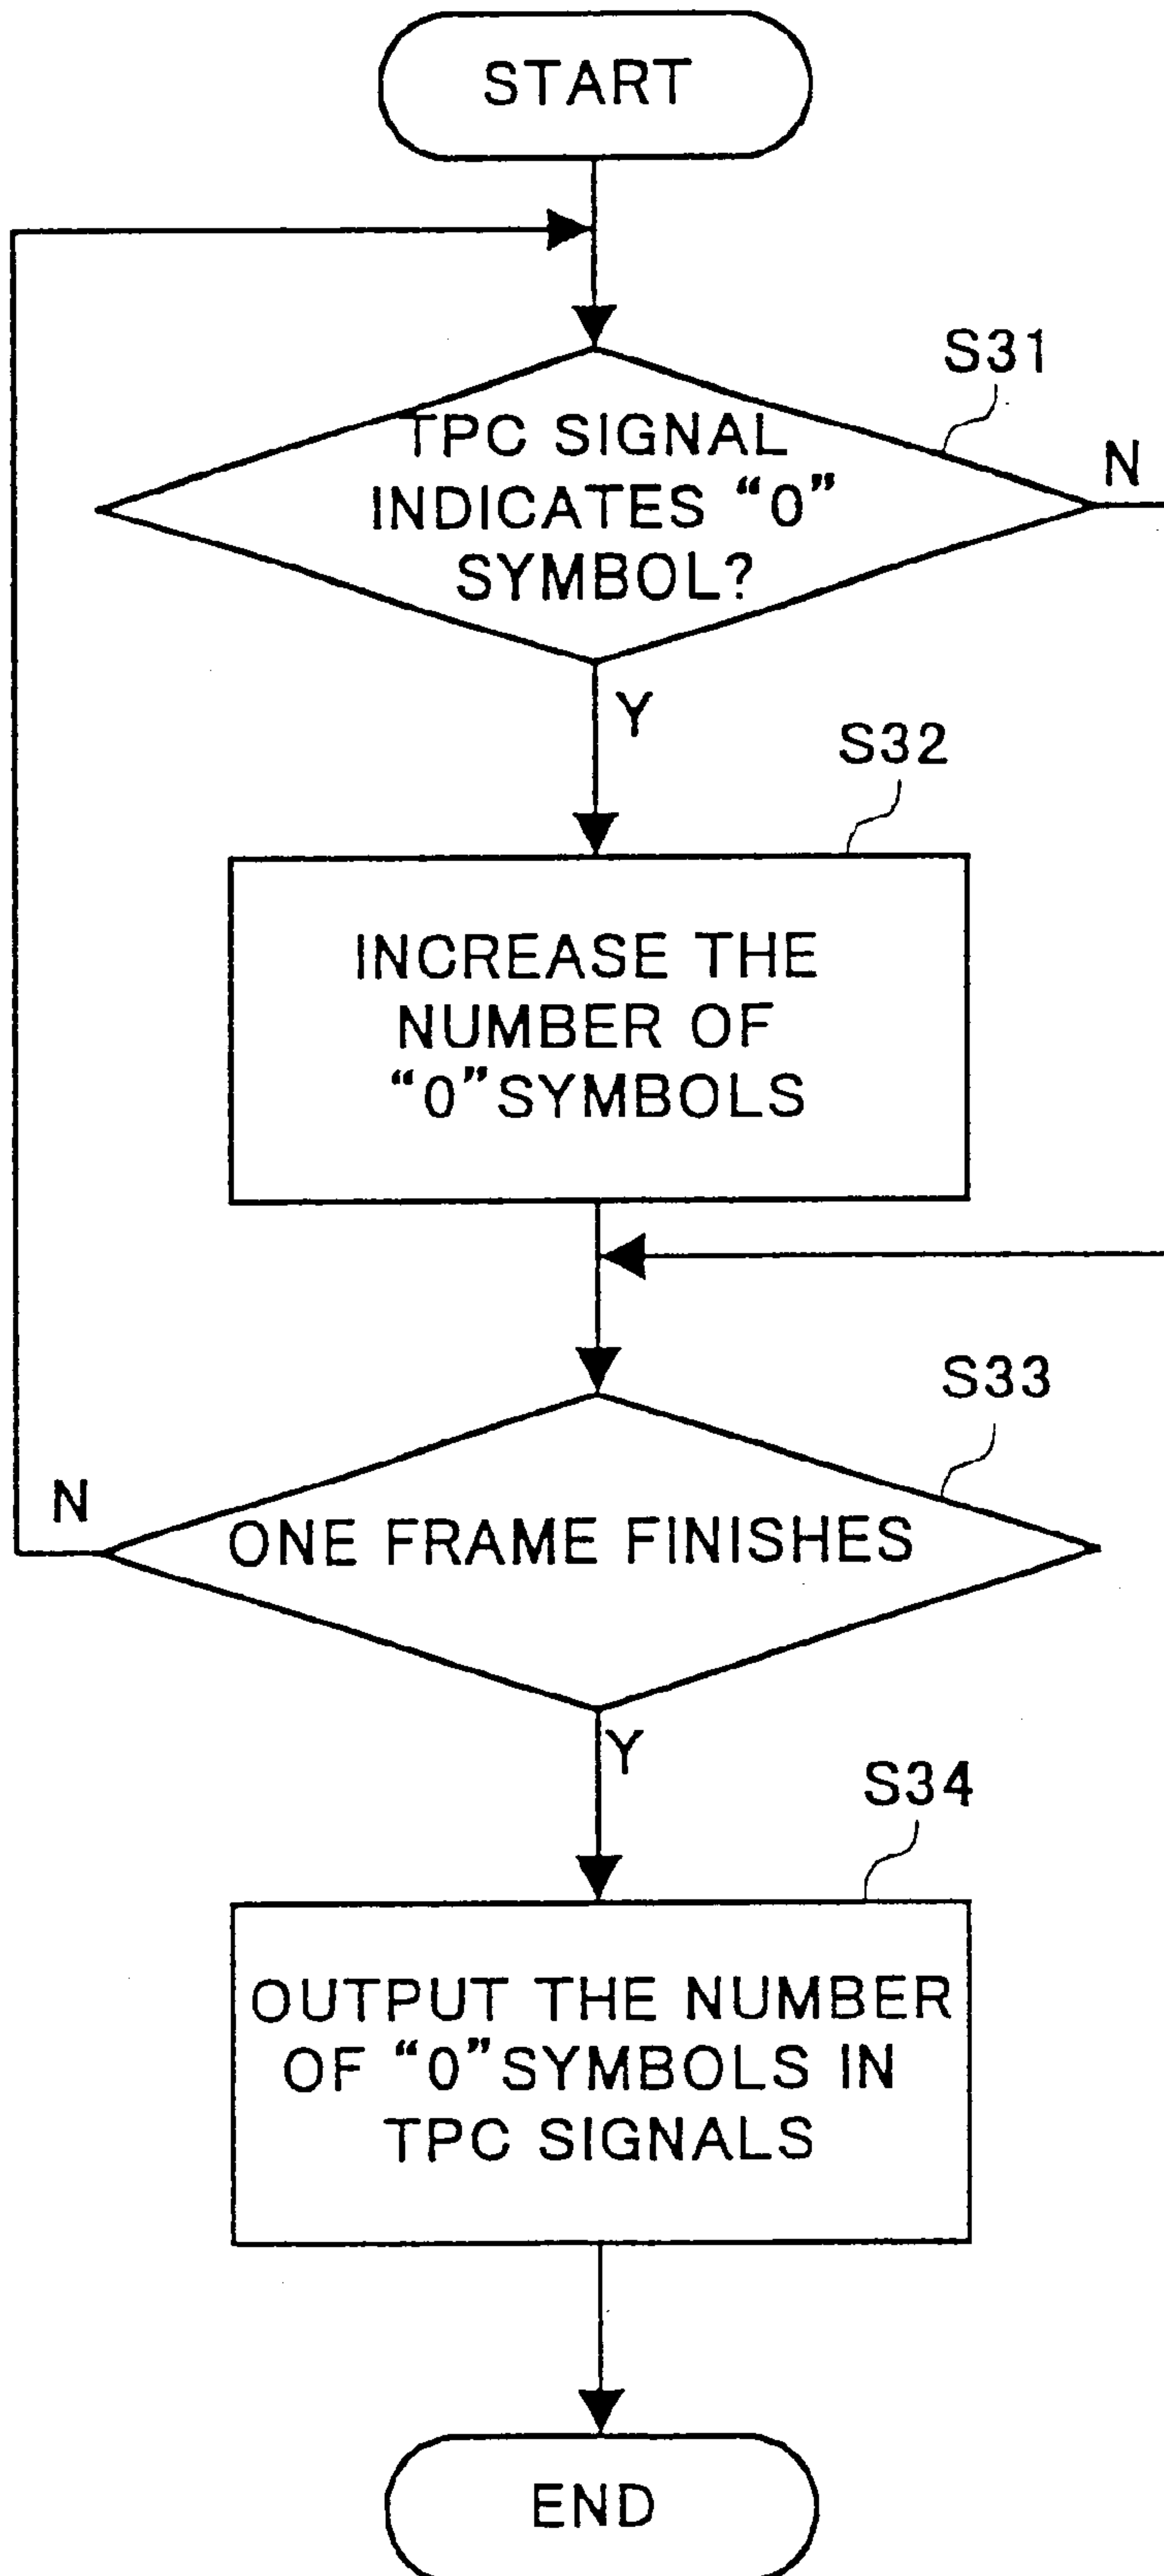 START
S31
TPC SIGNAL
INDICATES “0”
SYMBOL?
N
Y
S32
INCREASE THE
NUMBER OF
“0” SYMBOLS
S33
N
ONE FRAME FINISHES
Y
S34
OUTPUT THE NUMBER
OF “0” SYMBOLS IN
TPC SIGNALS
END